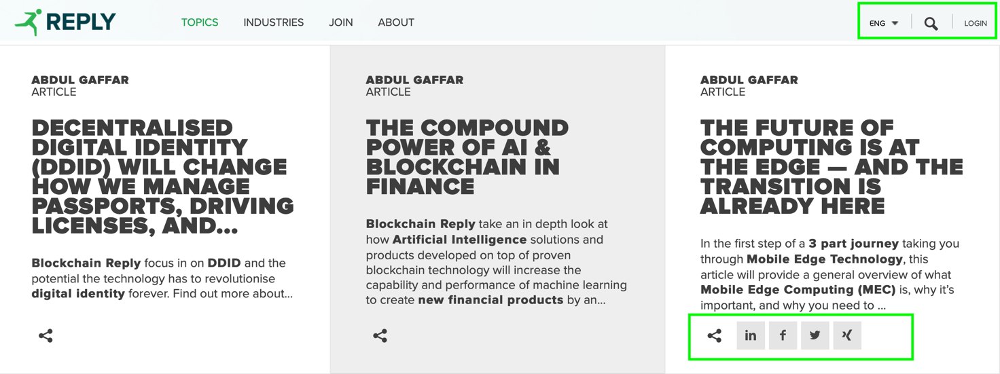 REPLY
TOPICS INDUSTRIES JOIN ABOUT
ENG LOGIN
ABDUL GAFFAR
ARTICLE
DECENTRALISED
DIGITAL IDENTITY
(DDID) WILL CHANGE
HOW WE MANAGE
PASSPORTS, DRIVING
LICENSES, AND...
Blockchain Reply focus in on DDID and the
potential the technology has to revolutionise
digital identity forever. Find out more about...
ABDUL GAFFAR
ARTICLE
THE COMPOUND
POWER OF AI &
BLOCKCHAIN IN
FINANCE
Blockchain Reply take an in depth look at
how Artificial Intelligence solutions and
products developed on top of proven
blockchain technology will increase the
capability and performance of machine learning
to create new financial products by an...
ABDUL GAFFAR
ARTICLE
THE FUTURE OF
COMPUTING IS AT
THE EDGE — AND THE
TRANSITION IS
ALREADY HERE
In the first step of a 3 part journey taking you
through Mobile Edge Technology, this
article will provide a general overview of what
Mobile Edge Computing (MEC) is, why it's
important, and why you need to ...
in f